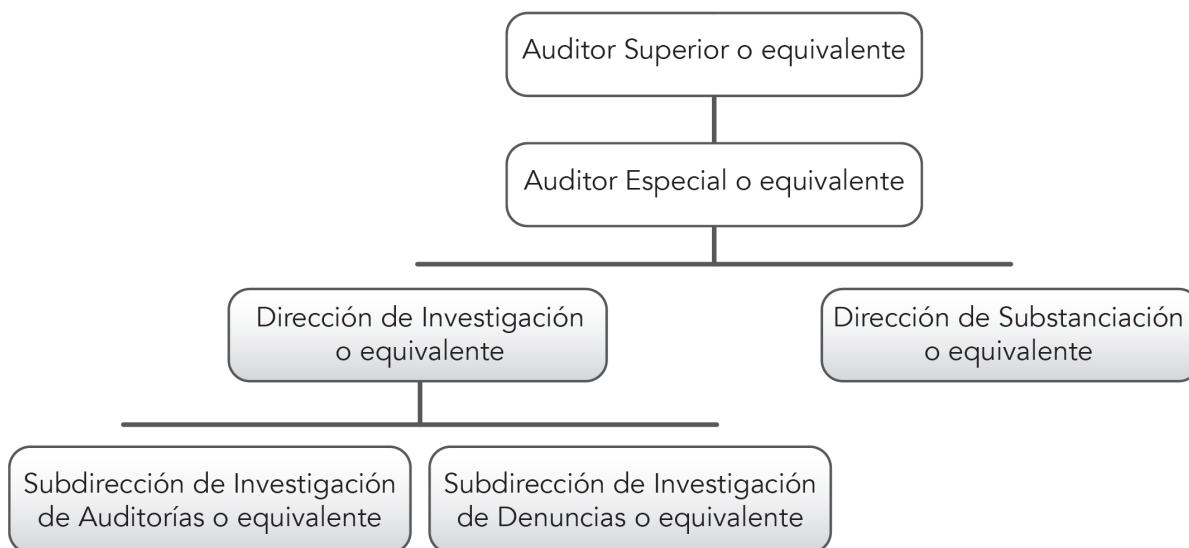 Auditor Superior o equivalente
Auditor Especial o equivalente
Dirección de Investigación
o equivalente
Dirección de Substanciación
o equivalente
Subdirección de Investigación
de Auditorías o equivalente
Subdirección de Investigación
de Denuncias o equivalente